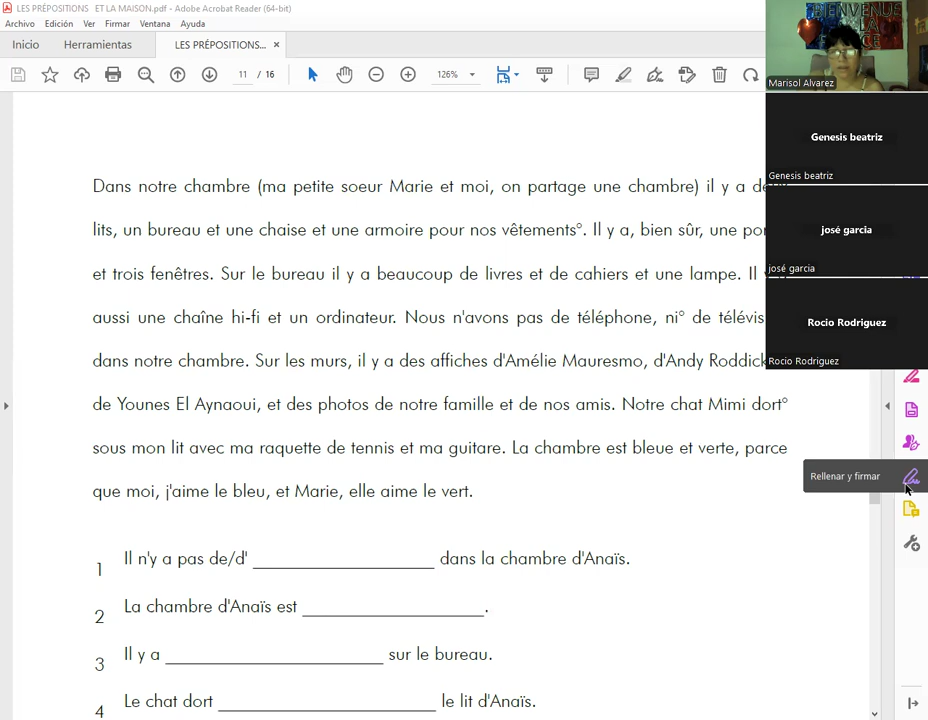 LES PRÉPOSITIONS ET LA MAISON.pdf - Adobe Acrobat Reader (64-bit)
Archivo Edición Ver Firmar Ventana Ayuda
Inicio Herramientas LES PRÉPOSITIONS... ×
11 / 16 126%
BIENVENUE
LA
CE
Marisol Alvarez
Genesis beatriz
Genesis beatriz
josé garcia
josé garcia
Rocio Rodriguez
Rocio Rodriguez
Dans notre chambre (ma petite soeur Marie et moi, on partage une chambre) il y a
lits, un bureau et une chaise et une armoire pour nos vêtements°. Il y a, bien sûr, une
et trois fenêtres. Sur le bureau il y a beaucoup de livres et de cahiers et une lampe. Il
aussi une chaîne hi-fi et un ordinateur. Nous n'avons pas de téléphone, ni° de télévis
dans notre chambre. Sur les murs, il y a des affiches d'Amélie Mauresmo, d'Andy Roddick
de Younes El Aynaoui, et des photos de notre famille et de nos amis. Notre chat Mimi dort°
sous mon lit avec ma raquette de tennis et ma guitare. La chambre est bleue et verte, parce
que moi, j'aime le bleu, et Marie, elle aime le vert.
Rellenar y firmar
1 Il n'y a pas de/d' ____________ dans la chambre d'Anaïs.
2 La chambre d'Anaïs est ____________.
3 Il y a ____________ sur le bureau.
4 Le chat dort ____________ le lit d'Anaïs.